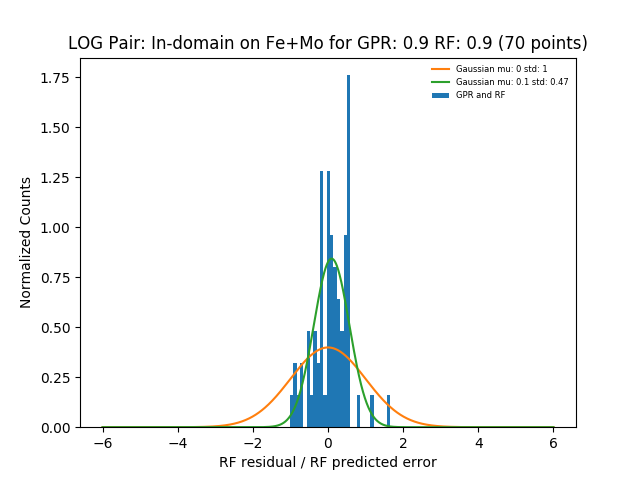 LOG Pair: In-domain on Fe+Mo for GPR: 0.9 RF: 0.9 (70 points)
Gaussian mu: 0 std: 1
Gaussian mu: 0.1 std: 0.47
GPR and RF
Normalized Counts
1.75
1.50
1.25
1.00
0.75
0.50
0.25
0.00
−6 −4 −2 0 2 4 6
RF residual / RF predicted error